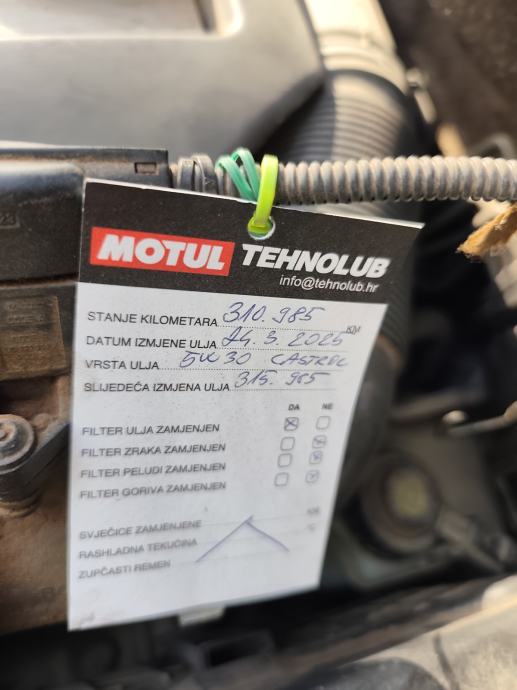 MOTUL TEHNOLUB
info@tehnolub.hr
STANJE KILOMETARA 310.985 KM
DATUM IZMJENE ULJA 14.3.2025
VRSTA ULJA 5W30 CASTROL
SLIJEDEĆA IZMJENA ULJA 315.985
DA NE
FILTER ULJA ZAMJENJEN
FILTER ZRAKA ZAMJENJEN
FILTER PELUDI ZAMJENJEN
FILTER GORIVA ZAMJENJEN
SVJEĆICE ZAMJENJENE
RASHLADNA TEKUĆINA
ZUPČASTI REMEN